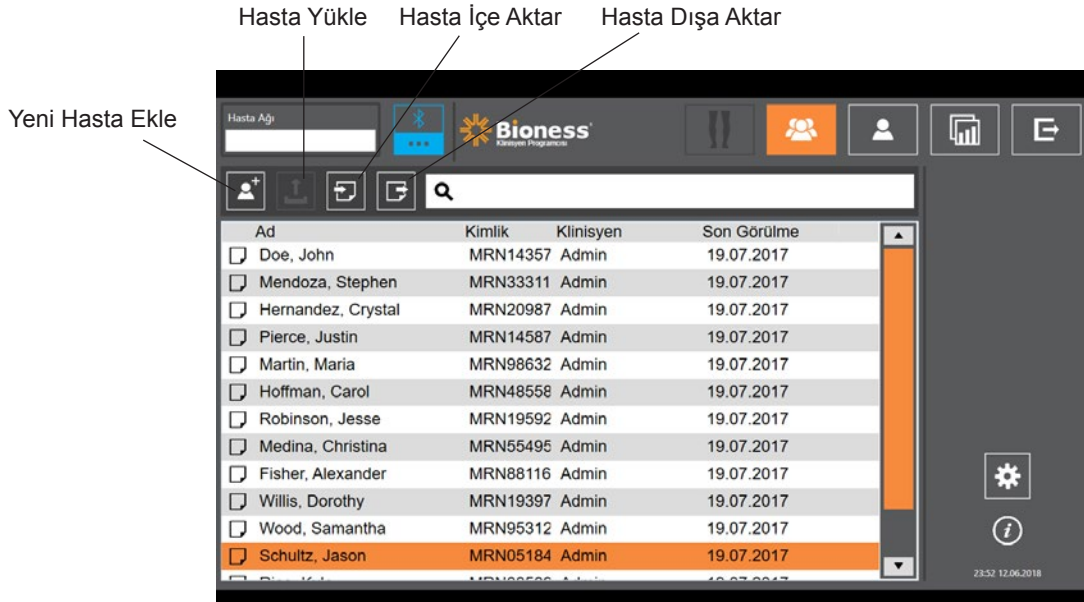 Hasta Yükle Hasta İçe Aktar Hasta Dışa Aktar
Yeni Hasta Ekle
Hasta Ağı
Bioness
Klinisyen Programcısı
Ad Kimlik Klinisyen Son Görülme
Doe, John MRN14357 Admin 19.07.2017
Mendoza, Stephen MRN33311 Admin 19.07.2017
Hernandez, Crystal MRN20987 Admin 19.07.2017
Pierce, Justin MRN14587 Admin 19.07.2017
Martin, Maria MRN98632 Admin 19.07.2017
Hoffman, Carol MRN48558 Admin 19.07.2017
Robinson, Jesse MRN19592 Admin 19.07.2017
Medina, Christina MRN55495 Admin 19.07.2017
Fisher, Alexander MRN88116 Admin 19.07.2017
Willis, Dorothy MRN19397 Admin 19.07.2017
Wood, Samantha MRN95312 Admin 19.07.2017
Schultz, Jason MRN05184 Admin 19.07.2017
23:52 12.06.2018